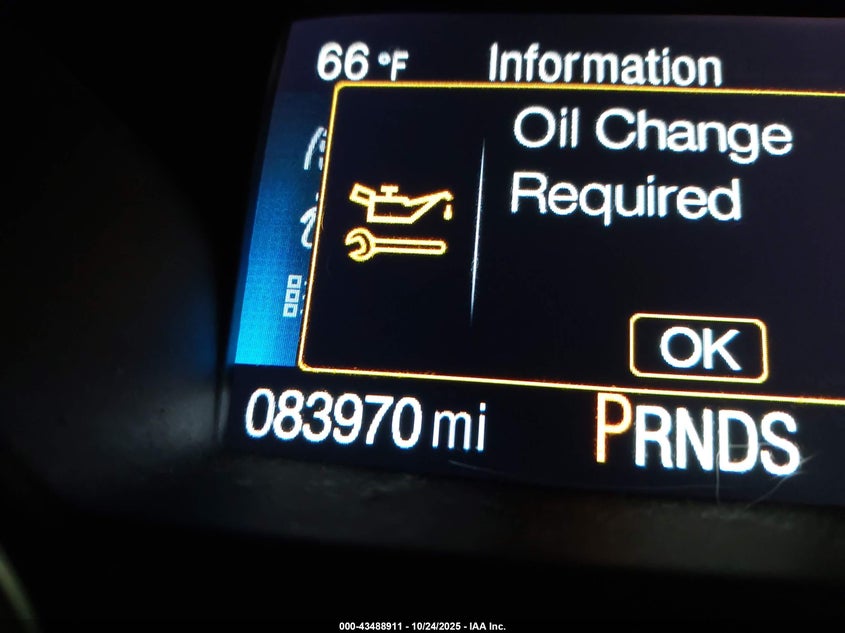 66 °F Information
Oil Change
Required
OK
083970 mi PRNDS
000-43488911 - 10/24/2025 - IAA Inc.